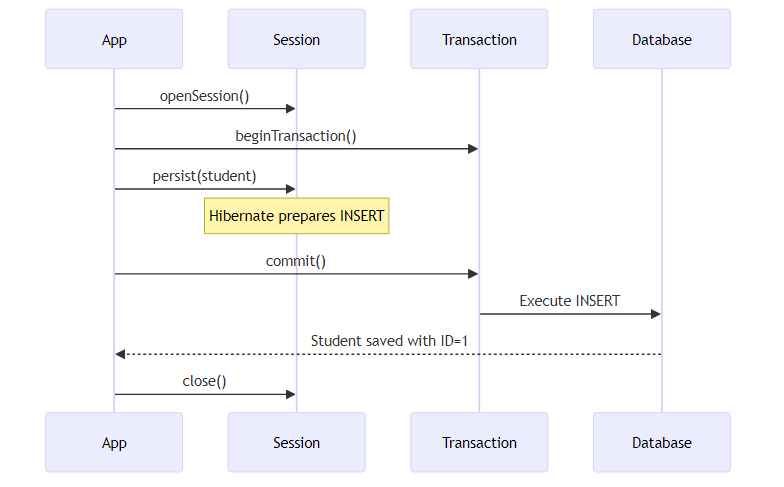 App
Session
Transaction
Database
openSession()
beginTransaction()
persist(student)
Hibernate prepares INSERT
commit()
Execute INSERT
Student saved with ID=1
close()
App
Session
Transaction
Database